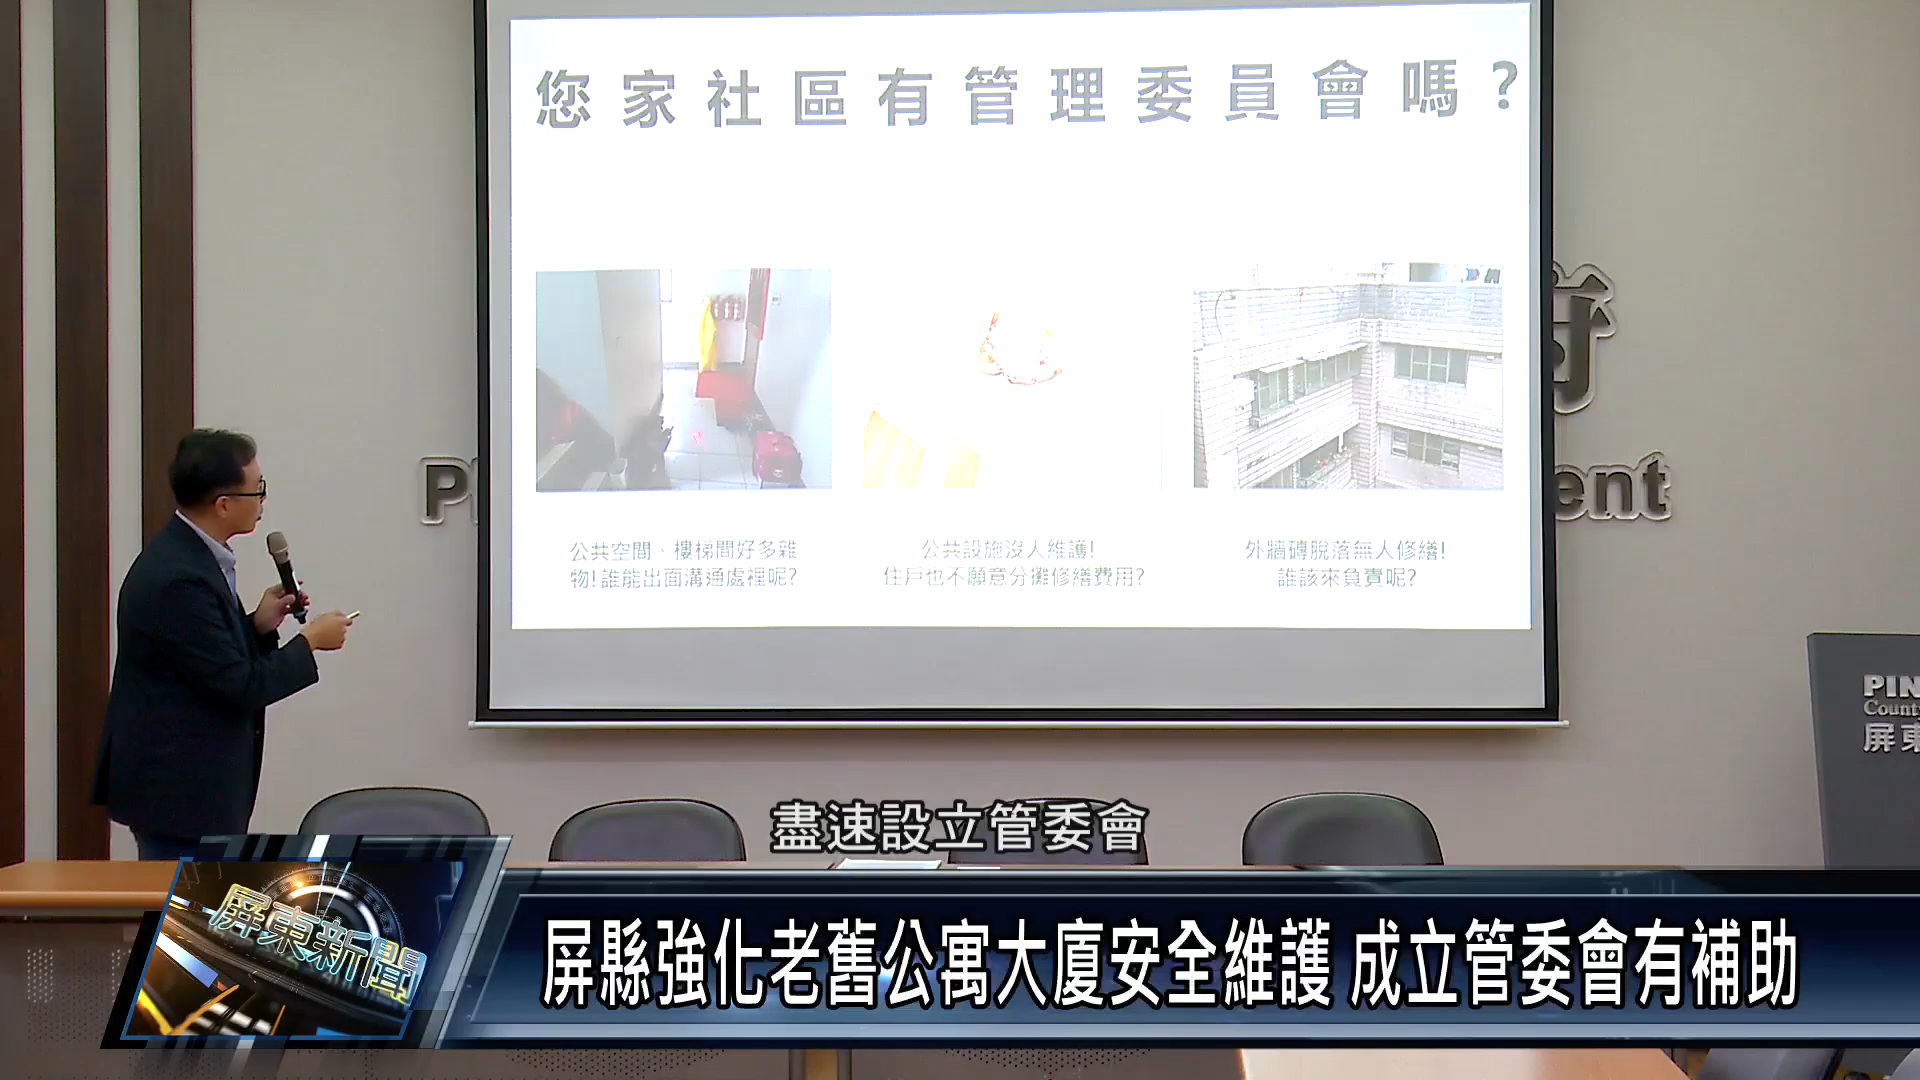 您家社區有管理委員會嗎?
公共空間、樓梯間好多雜
物!誰能出面溝通處裡呢?
公共設施沒人維護!
住戶也不願意分攤修繕費用?
外牆磚脫落無人修繕!
誰該來負責呢?
府
P
ent
PIN
County
屏東
盡速設立管委會
屏東新聞
屏縣強化老舊公寓大廈安全維護 成立管委會有補助